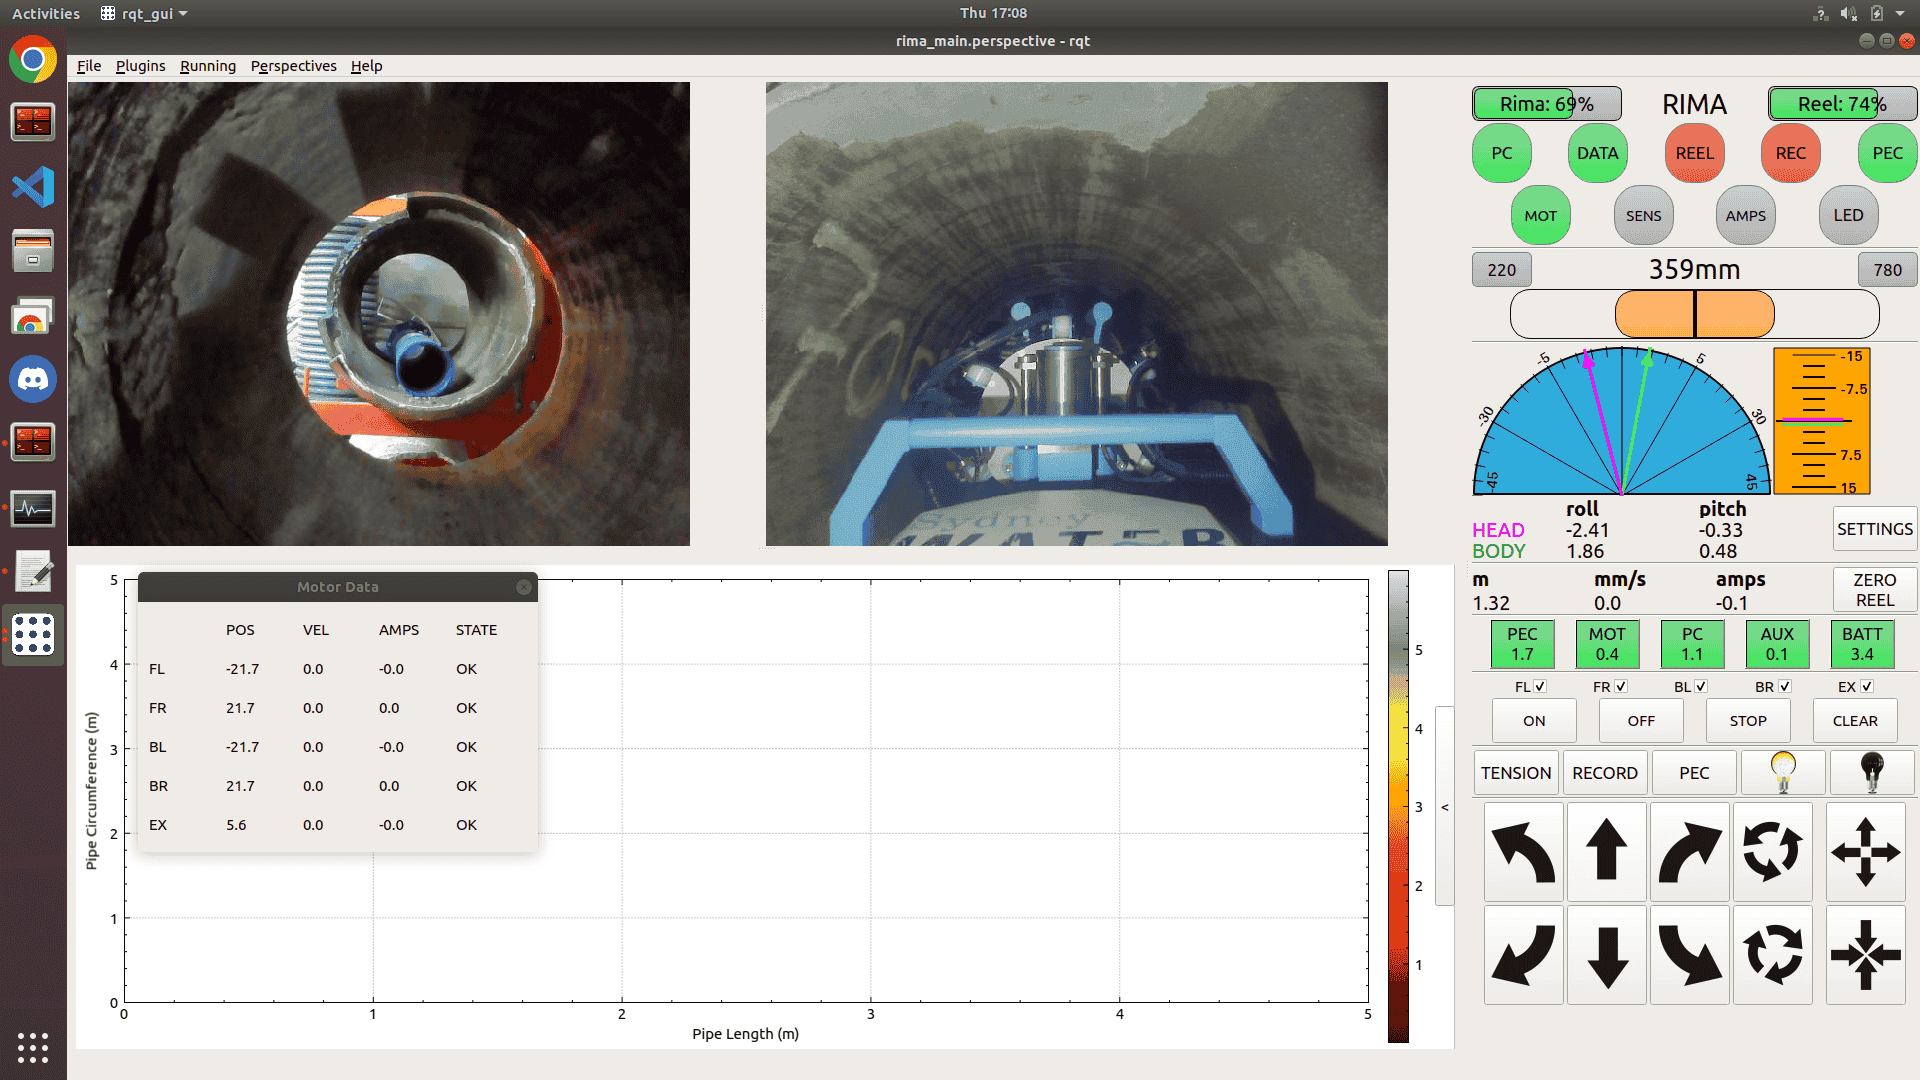 Activities rqt_gui Thu 17:08
rima_main.perspective - rqt
File Plugins Running Perspectives Help
Sydney
WATER
Rima: 69% RIMA Reel: 74%
PC DATA REEL REC PEC
MOT SENS AMPS LED
220 359mm 780
-45 -30 -5 5 30 45
-15
-7.5
7.5
15
roll pitch
HEAD -2.41 -0.33
BODY 1.86 0.48
SETTINGS
m mm/s amps
1.32 0.0 -0.1
ZERO
REEL
PEC MOT PC AUX BATT
1.7 0.4 1.1 0.1 3.4
FL FR BL BR EX
ON OFF STOP CLEAR
TENSION RECORD PEC
Motor Data
POS VEL AMPS STATE
FL -21.7 0.0 -0.0 OK
FR 21.7 0.0 0.0 OK
BL -21.7 0.0 -0.0 OK
BR 21.7 0.0 0.0 OK
EX 5.6 0.0 -0.0 OK
Pipe Circumference (m)
5
4
3
2
1
0
0 1 2 3 4 5
Pipe Length (m)
5
4
3
2
1
<